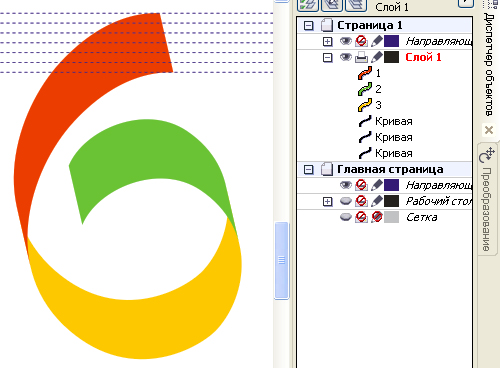 Слой 1
Страница 1
Направляющ
Слой 1
1
2
3
Кривая
Кривая
Кривая
Главная страница
Направляющ
Рабочий стол
Сетка
Диспетчер объектов
Преобразование